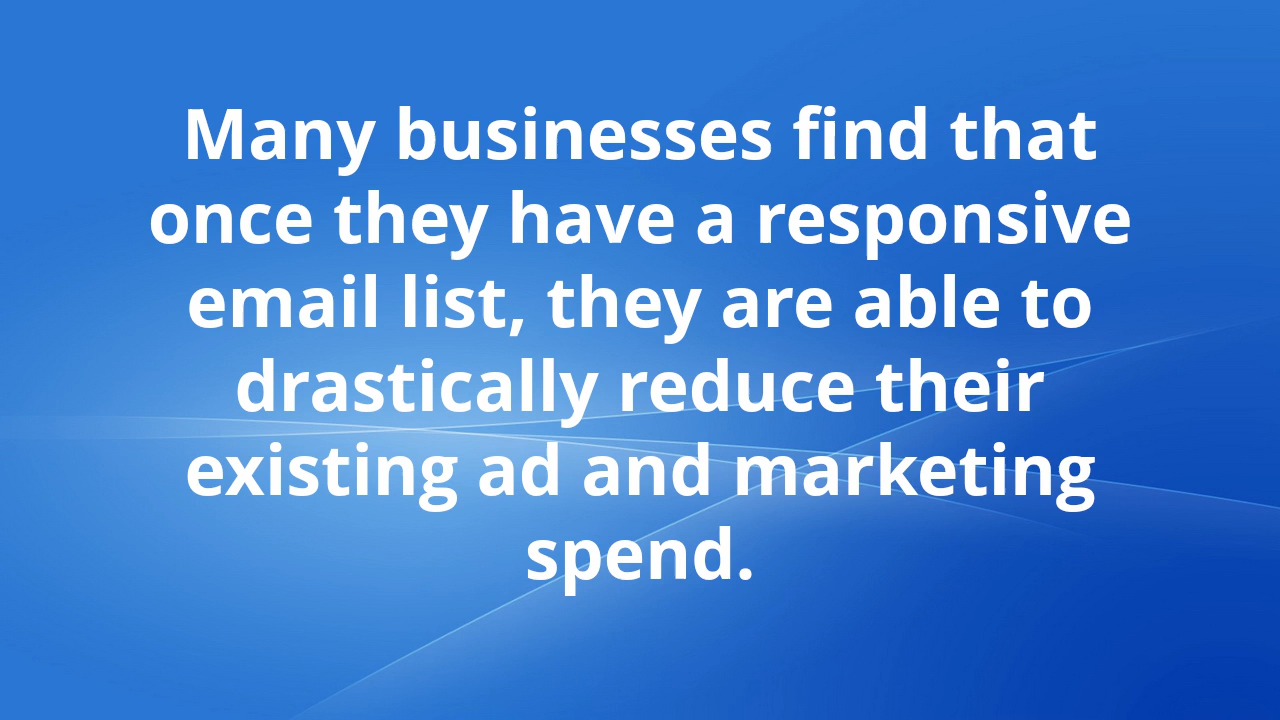 Many businesses find that
once they have a responsive
email list, they are able to
drastically reduce their
existing ad and marketing
spend.